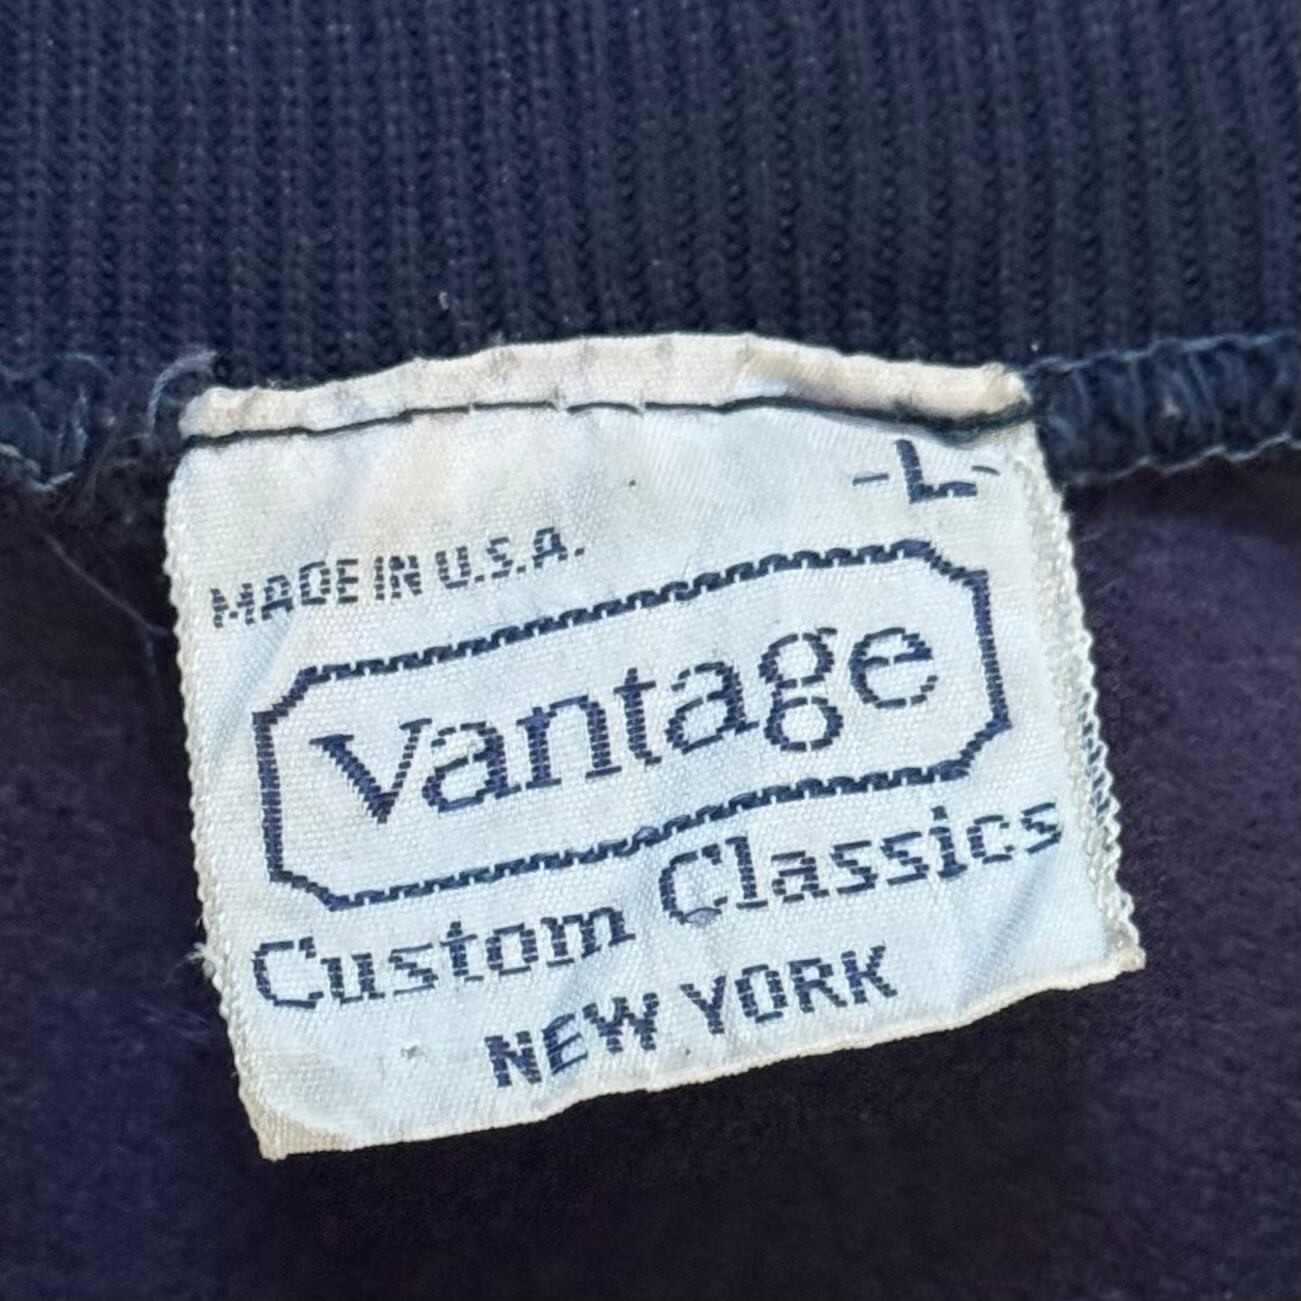 -L-
MADE IN U.S.A.
Vantage
Custom Classics
NEW YORK